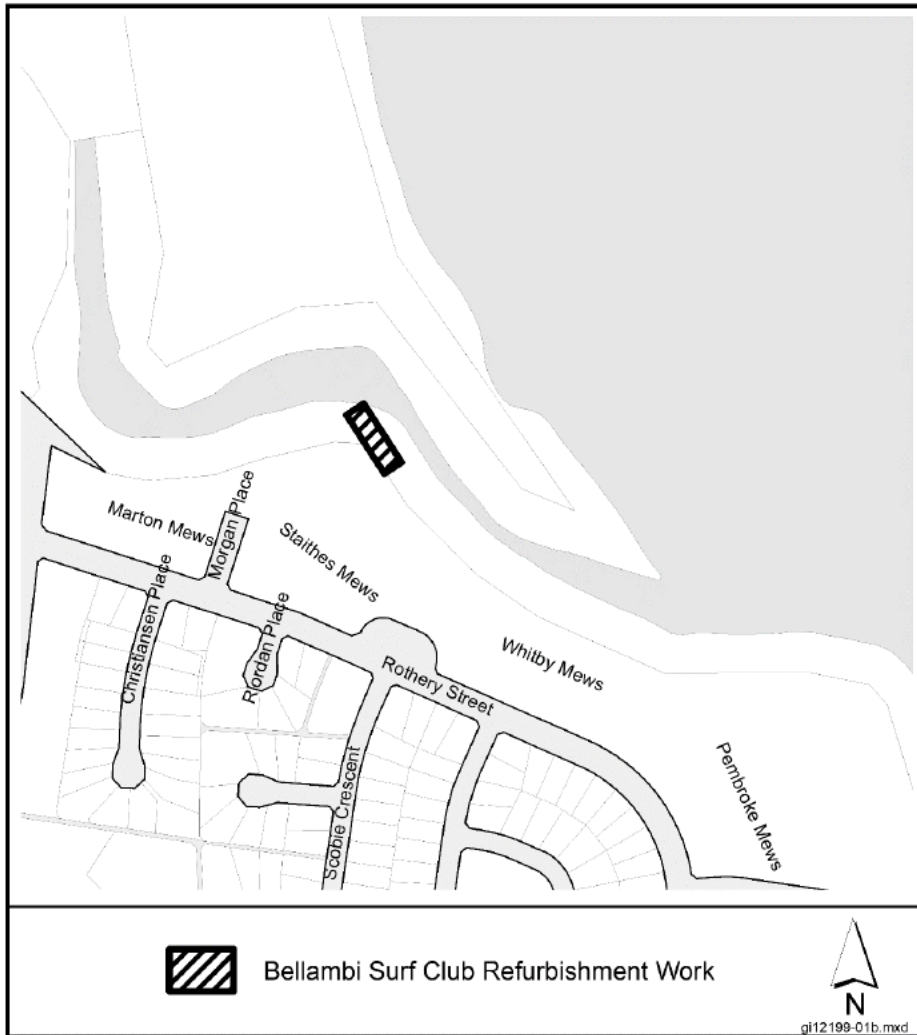 Marton Mews
Morgan Place
Staithes Mews
Christiansen Place
Riordan Place
Whitby Mews
Rothery Street
Scobie Crescent
Pembroke Mews
Bellambi Surf Club Refurbishment Work
N
gi12199-01b.mxd